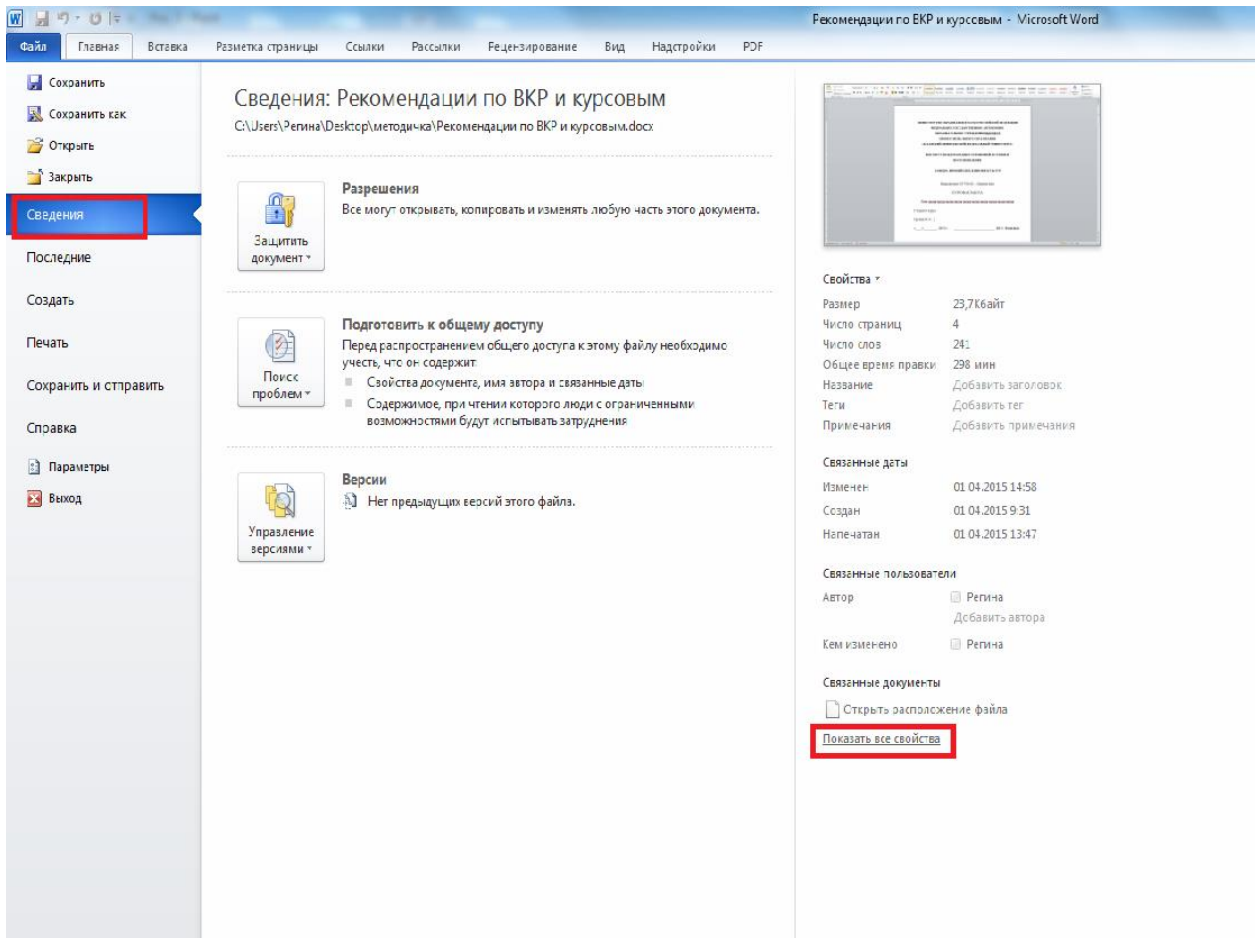 Рекомендации по ВКР и курсовым - Microsoft Word
Файл Главная Вставка Разметка страницы Ссылки Рассылки Рецензирование Вид Надстройки PDF
Сохранить
Сохранить как
Открыть
Закрыть
Сведения
Последние
Создать
Печать
Сохранить и отправить
Справка
Параметры
Выход
Сведения: Рекомендации по ВКР и курсовым
C:\Users\Регина\Desktop\методичка\Рекомендации по ВКР и курсовым.docx
Защитить
документ
Разрешения
Все могут открывать, копировать и изменять любую часть этого документа.
Поиск
проблем
Подготовить к общему доступу
Перед распространением общего доступа к этому файлу необходимо
учесть, что он содержит:
Свойства документа, имя автора и связанные даты
Содержимое, при чтении которого люди с ограниченными
возможностями будут испытывать затруднения
Управление
версиями
Версии
Нет предыдущих версий этого файла.
Свойства
Размер 23,7Кбайт
Число страниц 4
Число слов 241
Общее время правки 298 мин
Название Добавить заголовок
Теги Добавить тег
Примечания Добавить примечания
Связанные даты
Изменен 01.04.2015 14:58
Создан 01.04.2015 9:31
Напечатан 01.04.2015 13:47
Связанные пользователи
Автор Регина
Добавить автора
Кем изменено Регина
Связанные документы
Открыть расположение файла
Показать все свойства